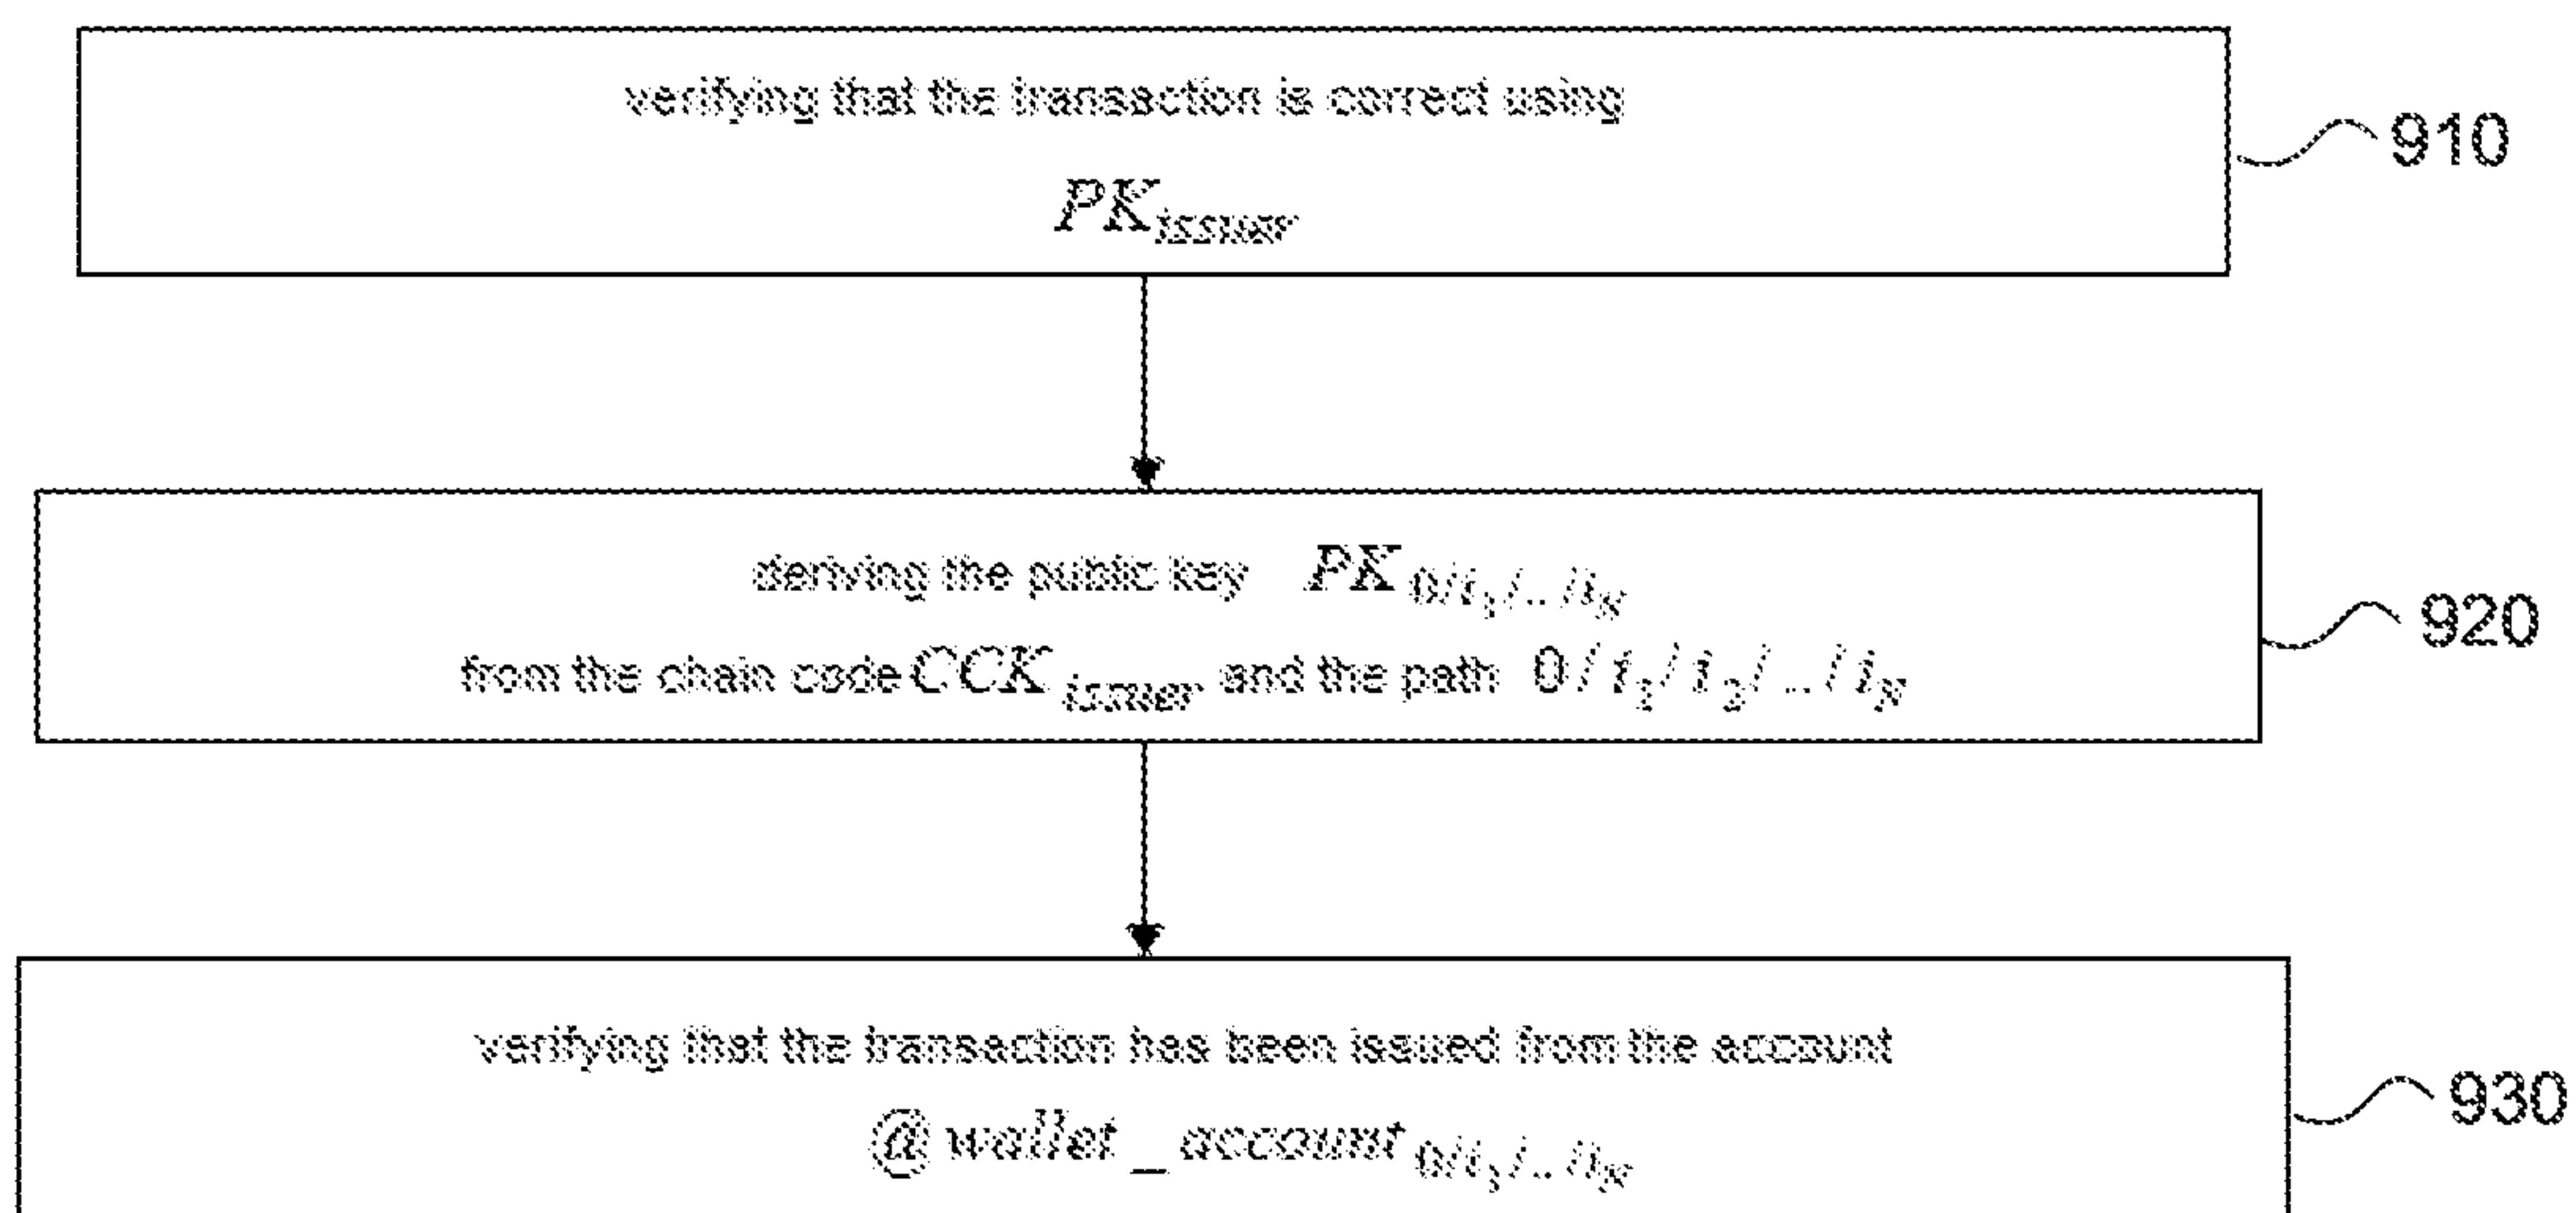 verifying that the transaction is correct using
PK_issuer
910
deriving the public key PK_0/i_1/../i_N
from the chain code CCK_issuer and the path 0/i_1/i_2/../i_N
920
verifying that the transaction has been issued from the account
@wallet_account_0/i_1/../i_N
930